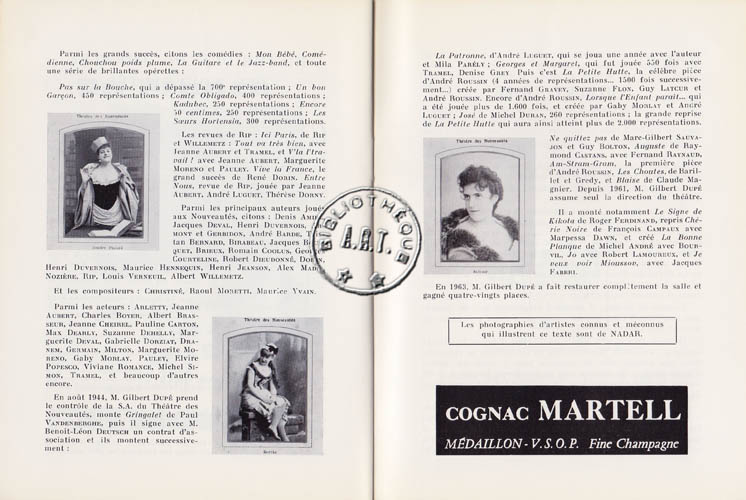 Parmi les grands succès, citons les comédies : Mon Bébé, Comé-
dienne, Chouchou poids plume, La Guitare et le Jazz-band, et toute
une série de brillantes opérettes :
Pas sur la Bouche, qui a dépassé la 700e représentation ; Un bon
Garçon, 450 représentations ; Comte Obligado, 400 représentations ;
Kadubec, 250 représentations ; Encore
50 centimes, 250 représentations ; Les
Sœurs Hortensia, 300 représentations.
Théâtre des Nouveautés
Les revues de RIP : Ici Paris, de RIP
et WILLEMETZ : Tout va très bien, avec
Jeanne AUBERT et TRAMEL, et V'la l'tra-
vail ! avec Jeanne AUBERT, Marguerite
MORENO et PAULEY. Vive la France, le
grand succès de René DORIN. Entre
Vous, revue de RIP, jouée par Jeanne
AUBERT, André LUGUET, Thérèse DORNY.
Parmi les principaux auteurs joués
aux Nouveautés, citons : Denis
Jacques DEVAL, Henri DUVERNOIS,
MONT et GERBIDON, André BARDE,
TAN BERNARD, BIRABEAU, Jacques
QUET, BRIEUX, Romain COOLUS,
COURTELINE, Robert DIEUDONNÉ,
Henri DUVERNOIS, Maurice HENNEQUIN, Henri JEANSON, Alex
NOZIÈRE, RIP, Louis VERNEUIL, Albert WILLEMETZ.
Et les compositeurs : CHRISTINÉ, Raoul MORETTI, Maurice YVAIN.
Parmi les acteurs : ARLETTY, Jeanne
AUBERT, Charles BOYER, Albert BRAS-
SEUR, Jeanne CHEIREL, Pauline CARTON,
Max DEARLY, Suzanne DEHELLY, Mar-
guerite DEVAL, Gabrielle DORZIAT, DRA-
NEM, GERMAIN, MILTON, Marguerite MO-
RENO, Gaby MORLAY, PAULEY, Elvire
POPESCO, Viviane ROMANCE, Michel SI-
MON, TRAMEL, et beaucoup d'autres
encore.
En août 1944, M. Gilbert DUPÉ prend
le contrôle de la S.A. du Théâtre des
Nouveautés, monte Gringalet de Paul
VANDENBERGHE, puis il signe avec M.
Benoit-Léon DEUTSCH un contrat d'as-
sociation et ils montent successive-
ment :
Théâtre des Nouveautés
BIBLIOTHÈQUE
A.R.T.
La Patronne, d'André LUGUET, qui se joua une année avec l'auteur
et Mila PARÉLY ; Georges et Margaret, qui fut jouée 550 fois avec
TRAMEL, Denise GREY Puis c'est La Petite Hutte, la célèbre pièce
d'André ROUSSIN (4 années de représentations... 1500 fois successive-
ment...) créée par Fernand GRAVEY, Suzanne FLON, Guy LATCUR et
André ROUSSIN. Encore d'André ROUSSIN, Lorsque l'Enfant paraît... qui
a été jouée plus de 1.600 fois, et créée par Gaby MORLAY et ANDRÉ
LUGUET ; José de Michel DURAN, 260 représentations ; la grande reprise
de La Petite Hutte qui aura ainsi atteint plus de 2.000 représentations.
Théâtre des Nouveautés
Ne quittez pas de Marc-Gilbert SAUVA-
JON et Guy BOLTON, Auguste de Ray-
mond CASTANS, avec Fernand RAYNAUD,
Am-Stram-Gram, la première pièce
d'André ROUSSIN, Les Choutes, de Baril-
let et Gredy, et Blaise de Claude Ma-
gnier. Depuis 1961, M. Gilbert DUPÉ
assume seul la direction du théâtre.
Il a monté notamment Le Signe de
Kikota de Roger FERDINAND, repris Ché-
rie Noire de François CAMPAUX avec
Marpessa DAWN, et créé La Bonne
Planque de Michel ANDRÉ avec BOUR-
VIL, Jo avec Robert LAMOUREUX, et Je
veux voir Mioussov, avec Jacques
FABBRI.
En 1963, M. Gilbert DUPÉ a fait restaurer complètement la salle et
gagné quatre-vingts places.
Les photographies d'artistes connus et méconnus
qui illustrent ce texte sont de NADAR.
COGNAC MARTELL
MÉDAILLON - V.S.O.P. Fine Champagne